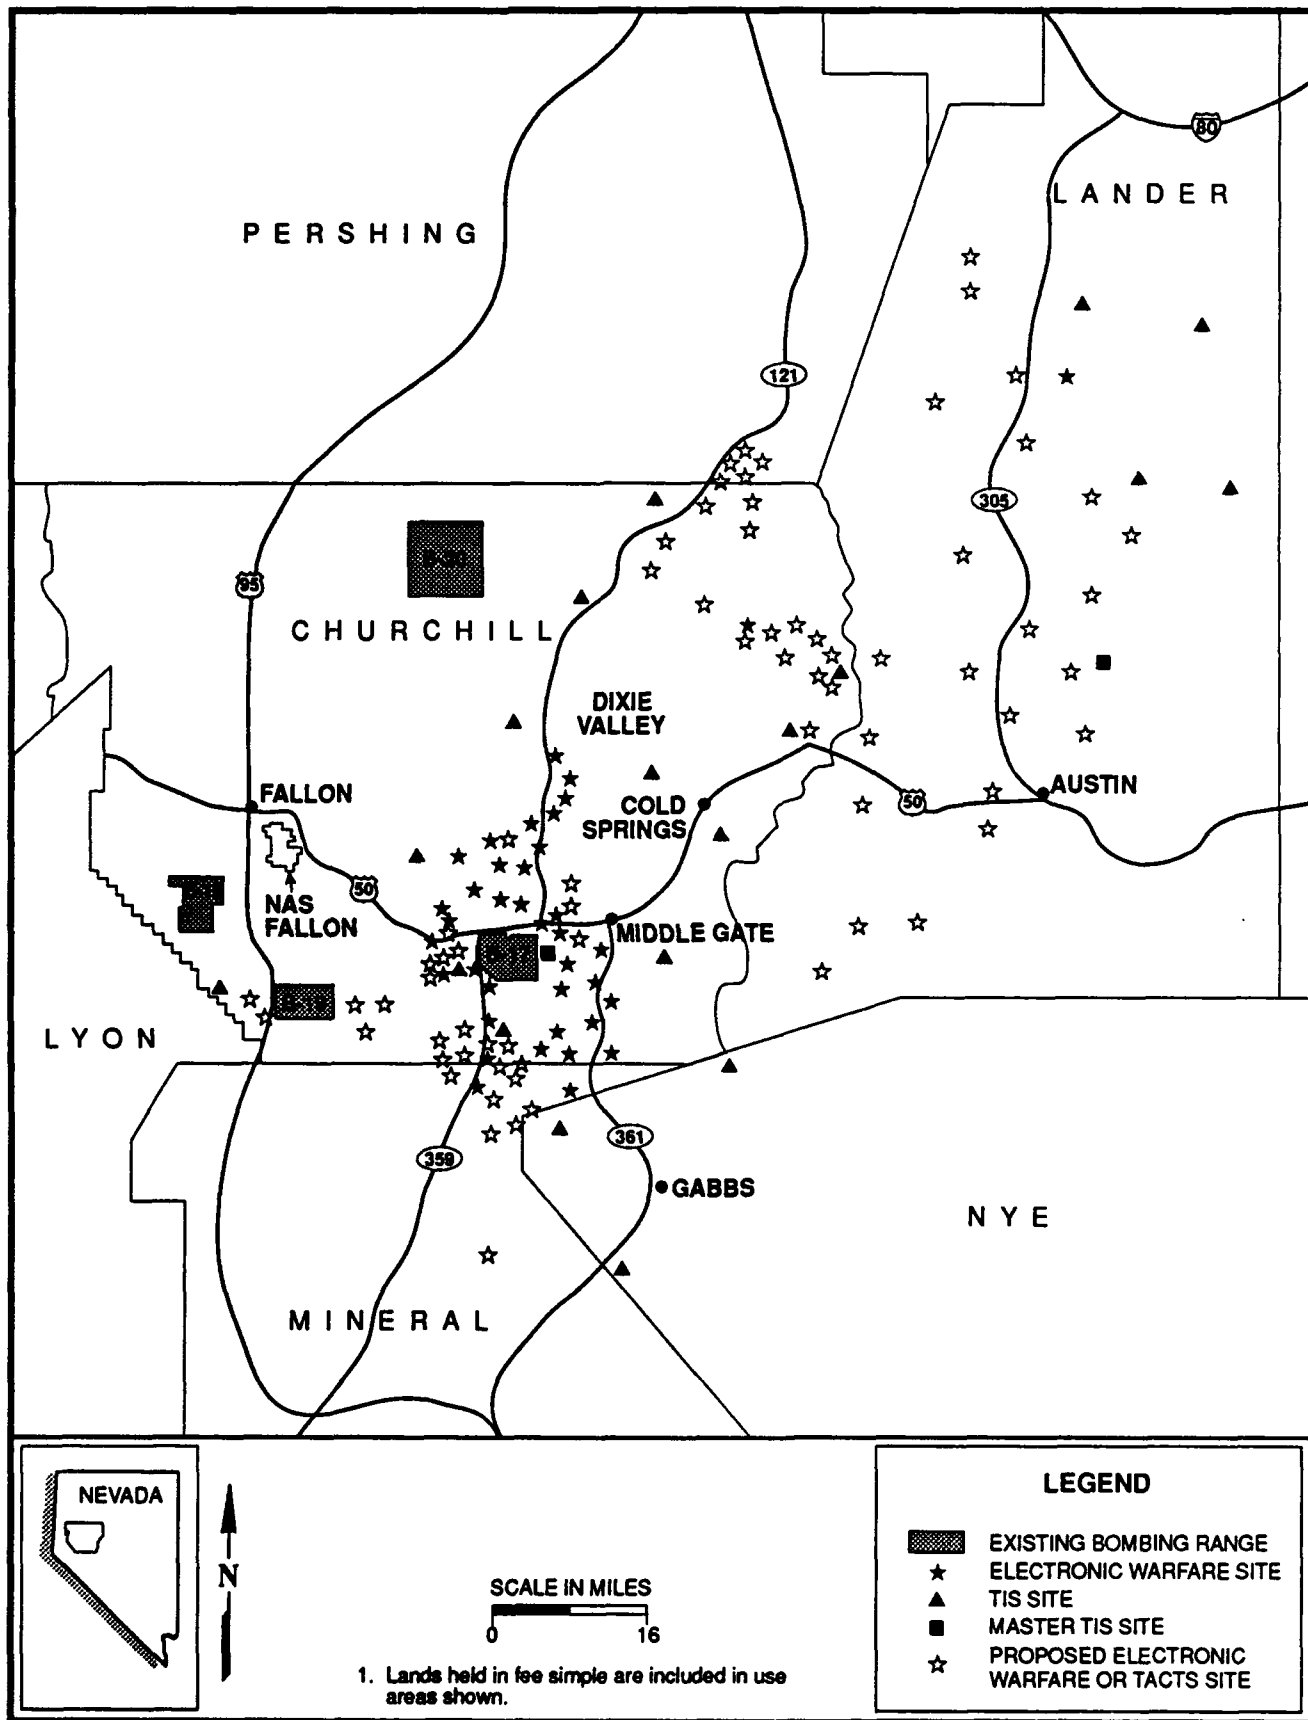 80
LANDER
PERSHING
121
305
B-20
95
CHURCHILL
DIXIE
VALLEY
FALLON
COLD
SPRINGS
50
AUSTIN
50
NAS
FALLON
MIDDLE GATE
B-17
B-19
LYON
361
359
GABBS
NYE
MINERAL
NEVADA
N
SCALE IN MILES
0 16
1. Lands held in fee simple are included in use
areas shown.
LEGEND
EXISTING BOMBING RANGE
ELECTRONIC WARFARE SITE
TIS SITE
MASTER TIS SITE
PROPOSED ELECTRONIC
WARFARE OR TACTS SITE